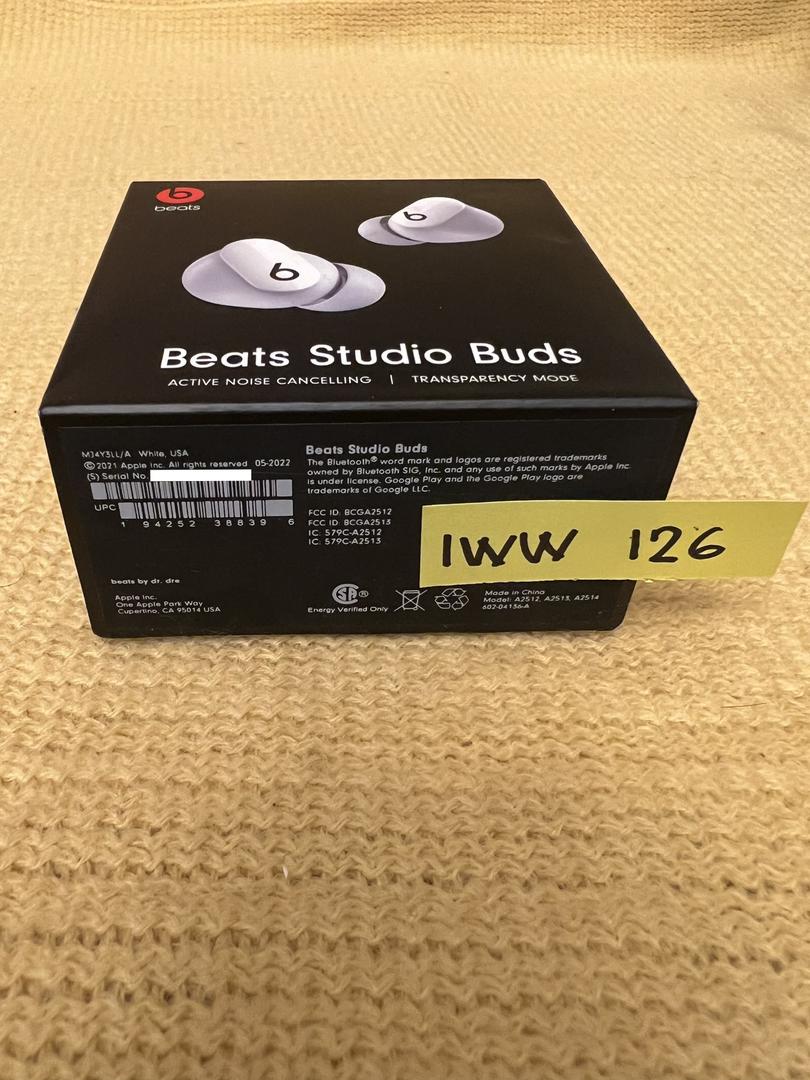 beats
b
b
Beats Studio Buds
ACTIVE NOISE CANCELLING | TRANSPARENCY MODE
MJ4Y3LL/A White, USA
©2021 Apple Inc. All rights reserved 05-2022
(S) Serial No.
UPC
1 94252 38839 6
Beats Studio Buds
The Bluetooth® word mark and logos are registered trademarks
owned by Bluetooth SIG, Inc. and any use of such marks by Apple Inc.
is under license. Google Play and the Google Play logo are
trademarks of Google LLC.
FCC ID: BCGA2512
FCC ID: BCGA2513
IC: 579C-A2512
IC: 579C-A2513
IWW 126
beats by dr. dre
Apple Inc.
One Apple Park Way
Cupertino, CA 95014 USA
Energy Verified Only
Made in China
Model: A2512, A2513, A2514
602-04136-A